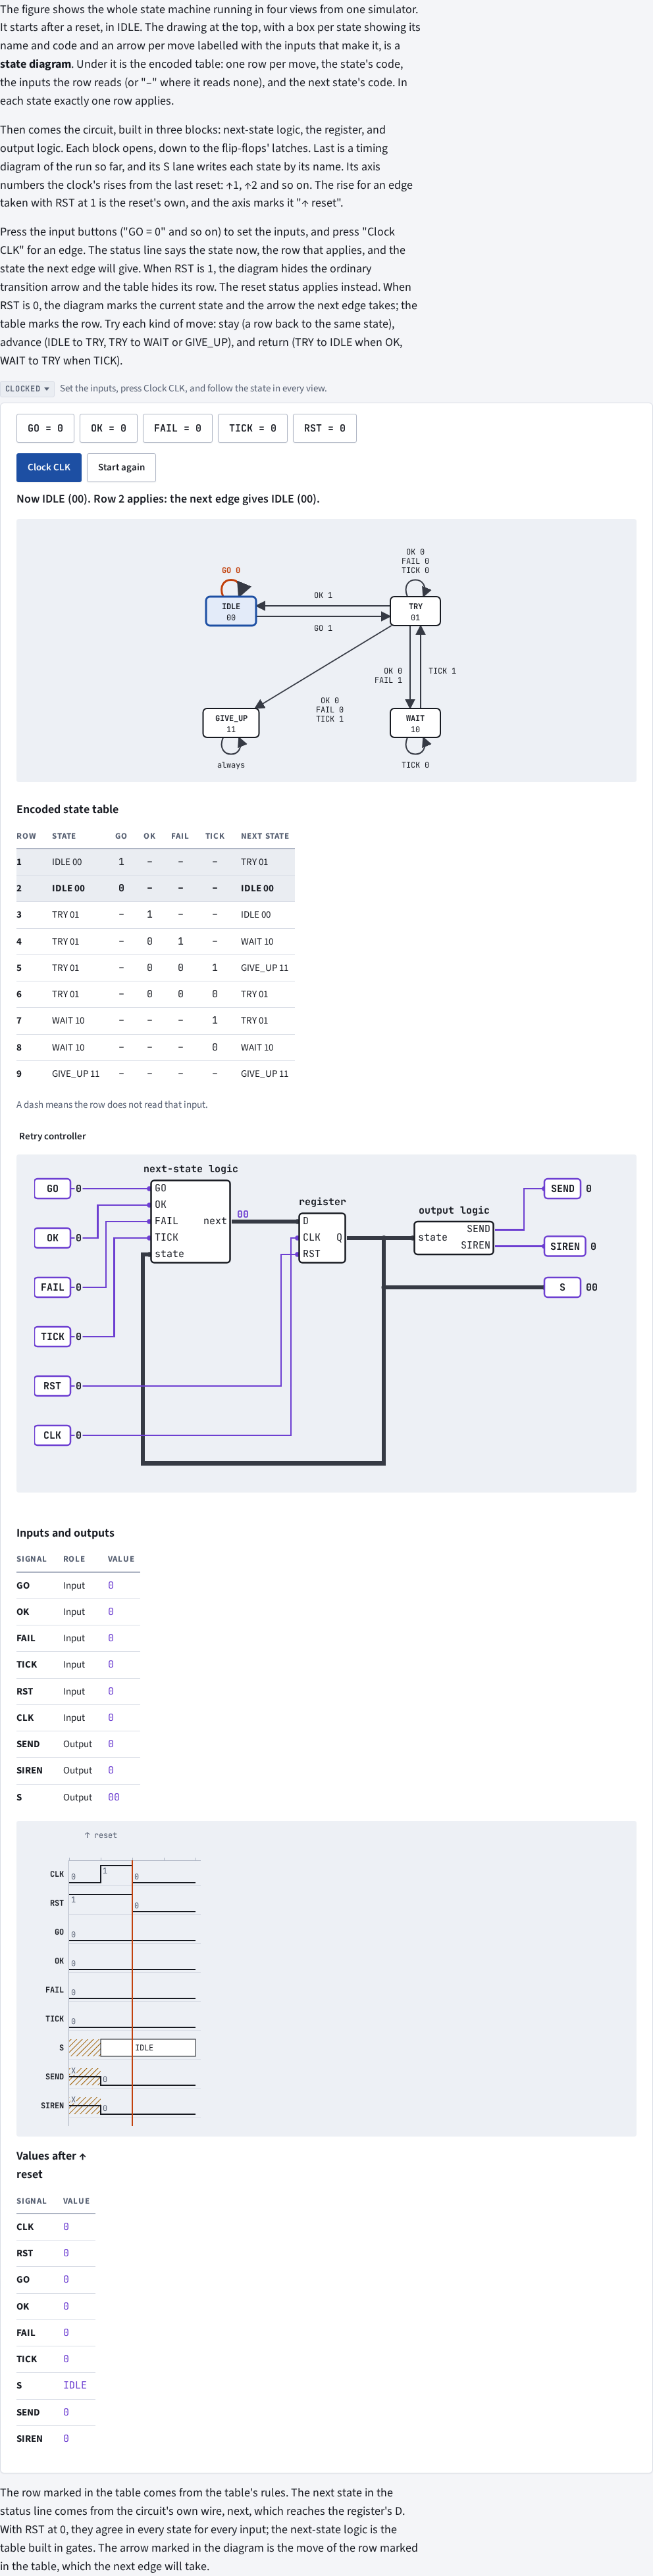 The figure shows the whole state machine running in four views from one simulator.
It starts after a reset, in IDLE. The drawing at the top, with a box per state showing its
name and code and an arrow per move labelled with the inputs that make it, is a
state diagram. Under it is the encoded table: one row per move, the state's code,
the inputs the row reads (or "–" where it reads none), and the next state's code. In
each state exactly one row applies.
Then comes the circuit, built in three blocks: next-state logic, the register, and
output logic. Each block opens, down to the flip-flops' latches. Last is a timing
diagram of the run so far, and its S lane writes each state by its name. Its axis
numbers the clock's rises from the last reset: ↑1, ↑2 and so on. The rise for an edge
taken with RST at 1 is the reset's own, and the axis marks it "↑ reset".
Press the input buttons ("GO = 0" and so on) to set the inputs, and press "Clock
CLK" for an edge. The status line says the state now, the row that applies, and the
state the next edge will give. When RST is 1, the diagram hides the ordinary
transition arrow and the table hides its row. The reset status applies instead. When
RST is 0, the diagram marks the current state and the arrow the next edge takes; the
table marks the row. Try each kind of move: stay (a row back to the same state),
advance (IDLE to TRY, TRY to WAIT or GIVE_UP), and return (TRY to IDLE when OK,
WAIT to TRY when TICK).
CLOCKED ▾ Set the inputs, press Clock CLK, and follow the state in every view.
GO = 0 OK = 0 FAIL = 0 TICK = 0 RST = 0
Clock CLK Start again
Now IDLE (00). Row 2 applies: the next edge gives IDLE (00).
OK 0
FAIL 0
TICK 0
GO 0
IDLE
00
OK 1
GO 1
TRY
01
OK 0
FAIL 1
TICK 1
OK 0
FAIL 0
TICK 1
GIVE_UP
11
WAIT
10
always
TICK 0
Encoded state table
ROW STATE GO OK FAIL TICK NEXT STATE
1 IDLE 00 1 – – – TRY 01
2 IDLE 00 0 – – – IDLE 00
3 TRY 01 – 1 – – IDLE 00
4 TRY 01 – 0 1 – WAIT 10
5 TRY 01 – 0 0 1 GIVE_UP 11
6 TRY 01 – 0 0 0 TRY 01
7 WAIT 10 – – – 1 TRY 01
8 WAIT 10 – – – 0 WAIT 10
9 GIVE_UP 11 – – – – GIVE_UP 11
A dash means the row does not read that input.
Retry controller
next-state logic
GO 0
OK 0
FAIL 0
TICK 0
RST 0
CLK 0
GO
OK
FAIL next
TICK
state
00
register
D
CLK Q
RST
output logic
SEND
state
SIREN
SEND 0
SIREN 0
S 00
Inputs and outputs
SIGNAL ROLE VALUE
GO Input 0
OK Input 0
FAIL Input 0
TICK Input 0
RST Input 0
CLK Input 0
SEND Output 0
SIREN Output 0
S Output 00
↑ reset
CLK 0 1 0
RST 1 0
GO 0
OK 0
FAIL 0
TICK 0
S IDLE
SEND X 0
SIREN X 0
Values after ↑
reset
SIGNAL VALUE
CLK 0
RST 0
GO 0
OK 0
FAIL 0
TICK 0
S IDLE
SEND 0
SIREN 0
The row marked in the table comes from the table's rules. The next state in the
status line comes from the circuit's own wire, next, which reaches the register's D.
With RST at 0, they agree in every state for every input; the next-state logic is the
table built in gates. The arrow marked in the diagram is the move of the row marked
in the table, which the next edge will take.